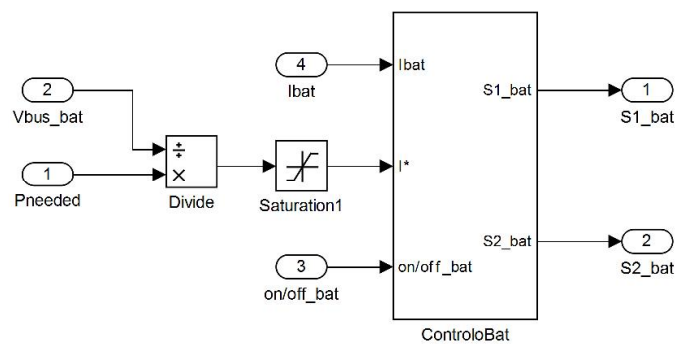 4
Ibat
Ibat
2
Vbus_bat
S1_bat
1
S1_bat
÷
×
Divide
1
Pneeded
I*
Saturation1
S2_bat
2
S2_bat
3
on/off_bat
on/off_bat
ControloBat